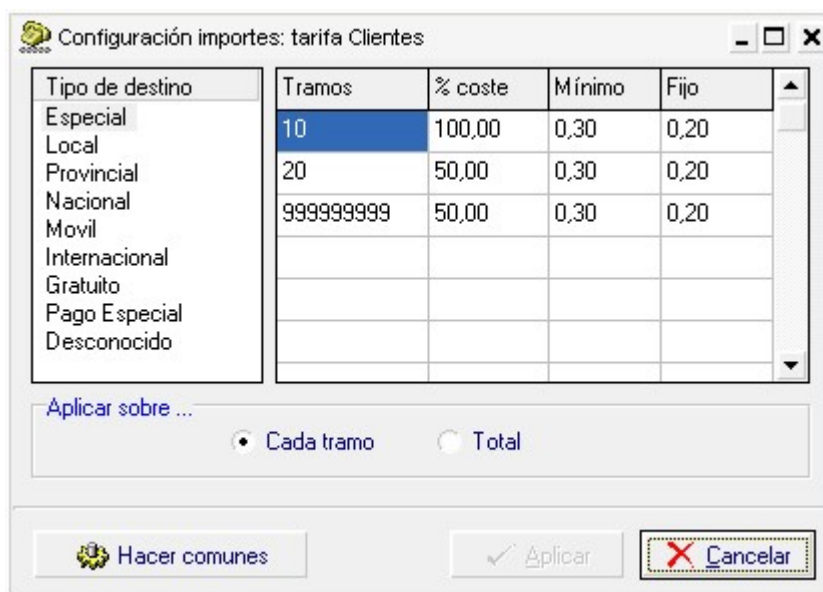 Configuración importes: tarifa Clientes
Tipo de destino
Especial
Local
Provincial
Nacional
Movil
Internacional
Gratuito
Pago Especial
Desconocido
Tramos % coste Mínimo Fijo
10 100,00 0,30 0,20
20 50,00 0,30 0,20
999999999 50,00 0,30 0,20
Aplicar sobre ...
Cada tramo Total
Hacer comunes Aplicar Cancelar